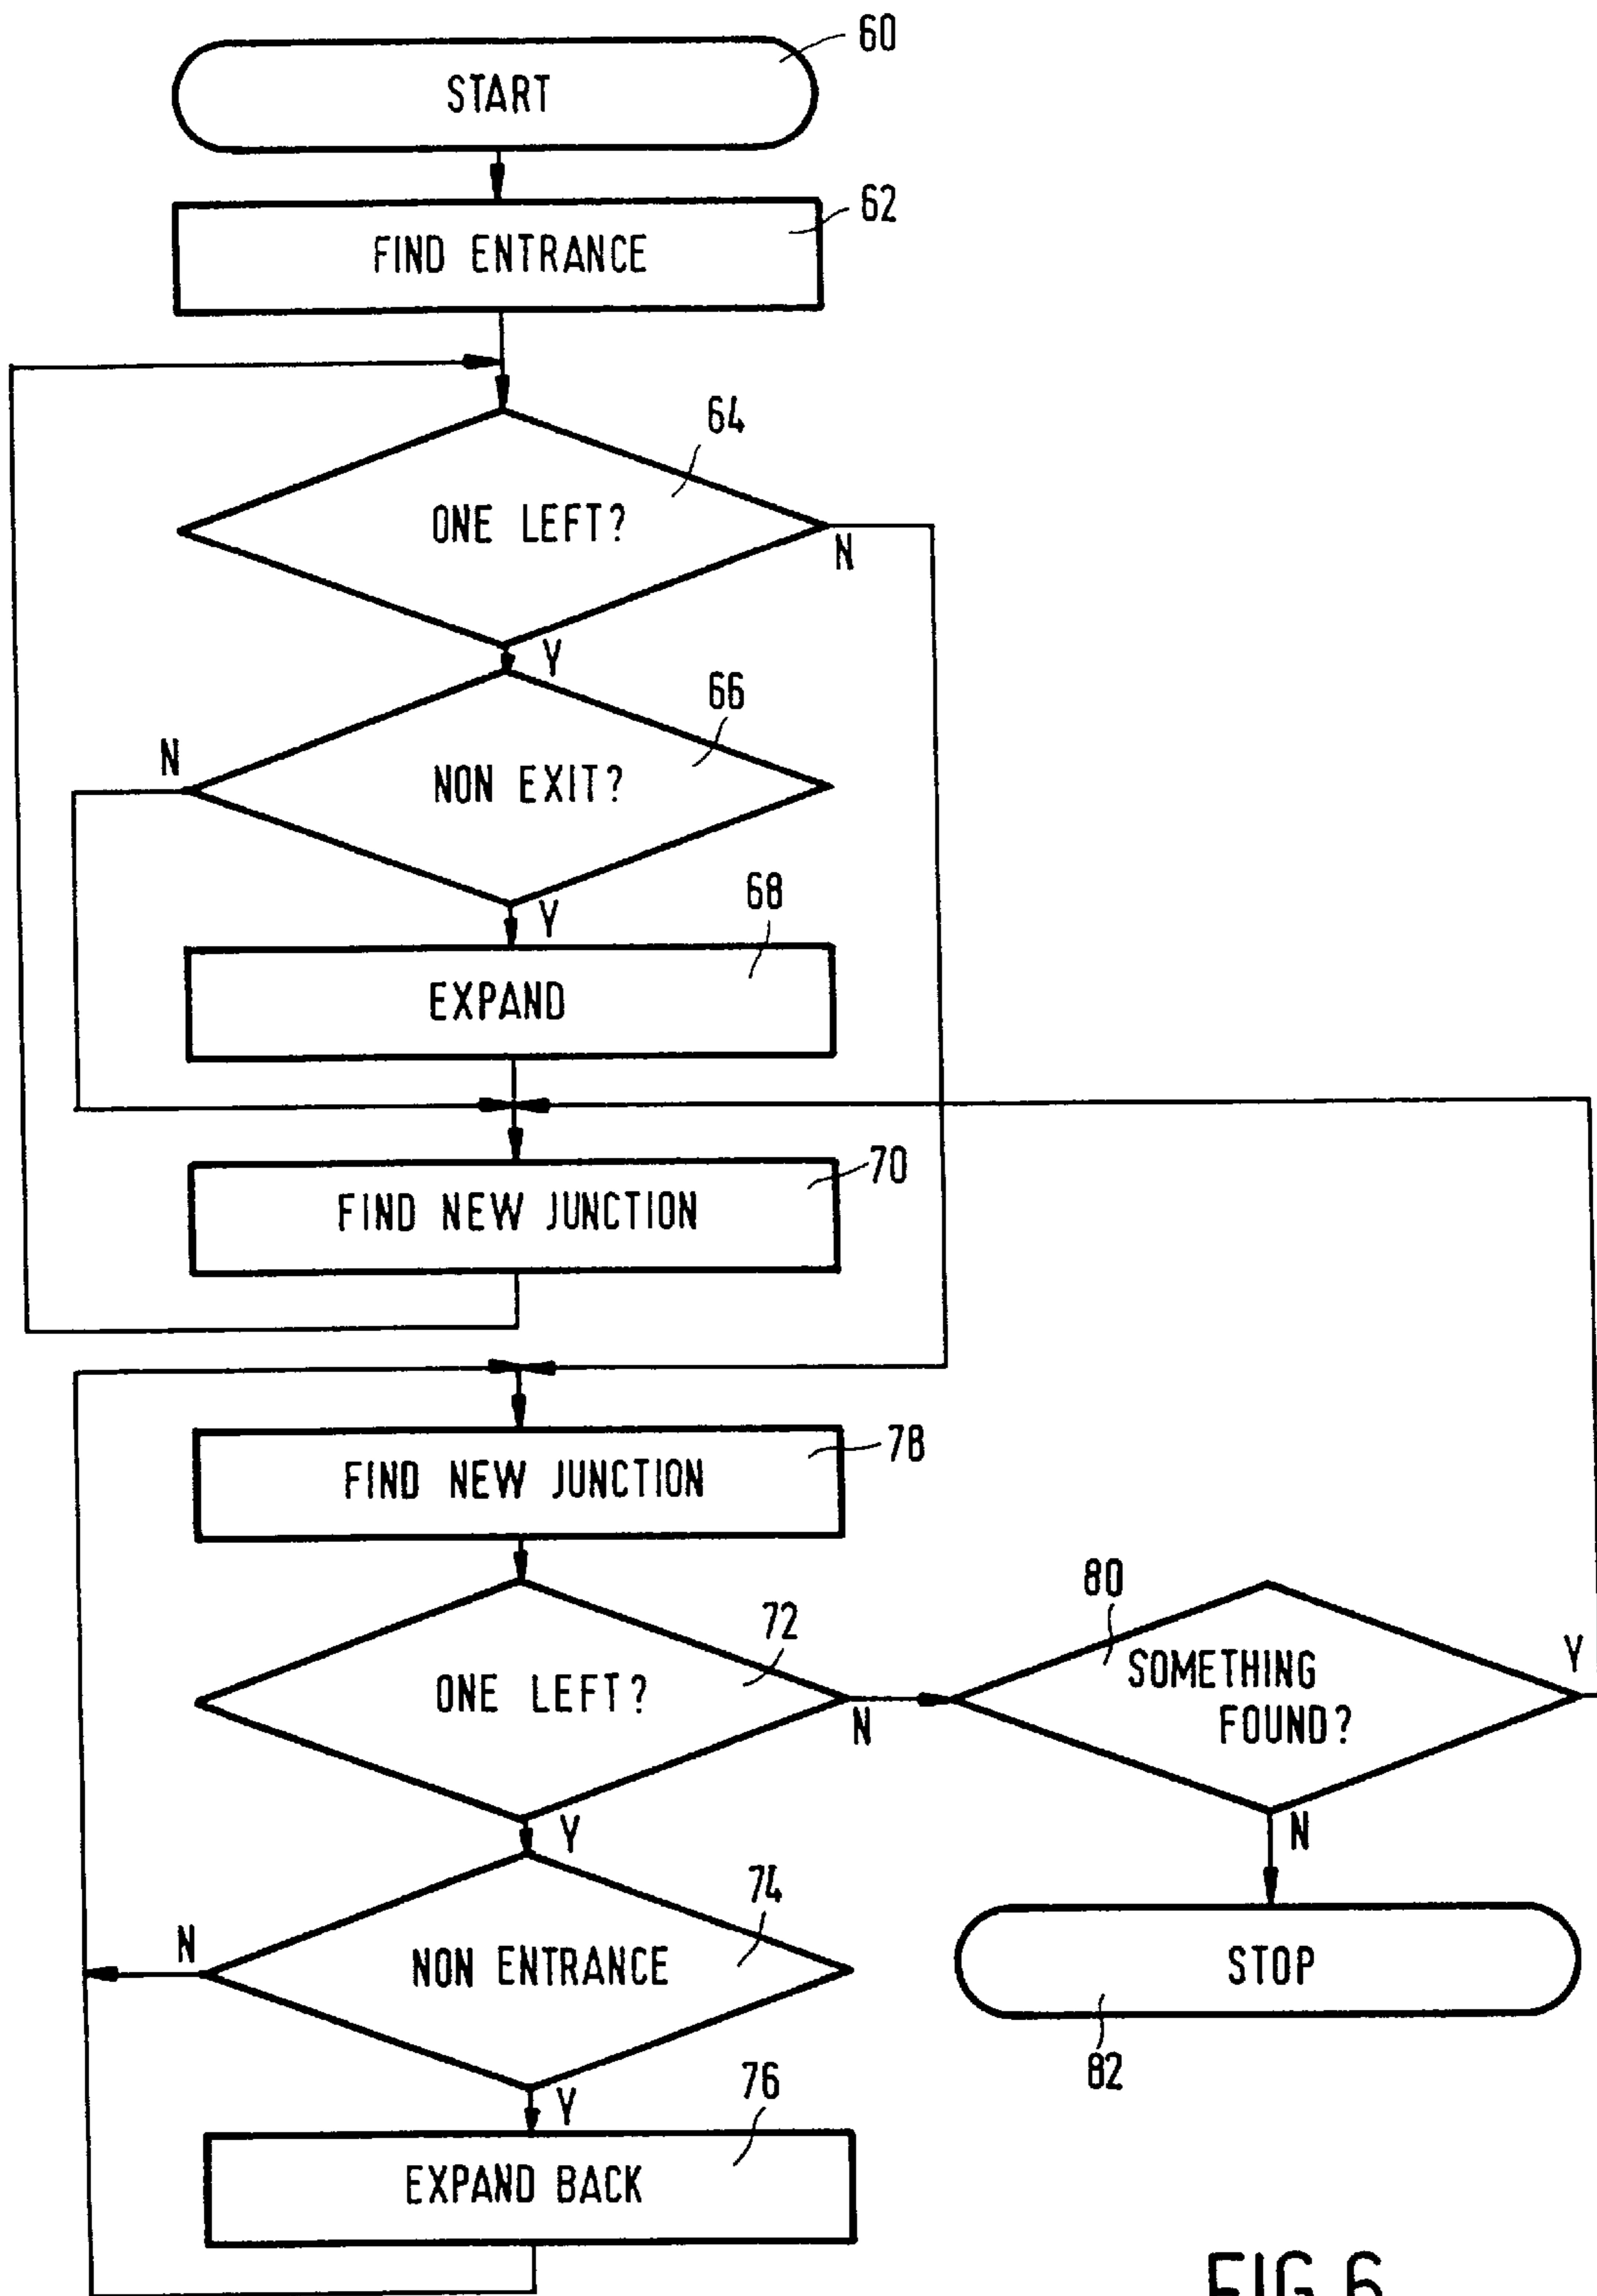 60
START
62
FIND ENTRANCE
64
ONE LEFT?
N
Y
66
N
NON EXIT?
68
Y
EXPAND
70
FIND NEW JUNCTION
78
FIND NEW JUNCTION
80
72
Y
SOMETHING
ONE LEFT?
N
FOUND?
Y
N
74
N
NON ENTRANCE
STOP
82
76
Y
EXPAND BACK
FIG.6